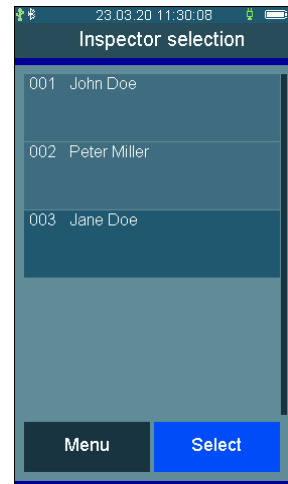 23.03.20 11:30:08
Inspector selection
001 John Doe
002 Peter Miller
003 Jane Doe
Menu Select